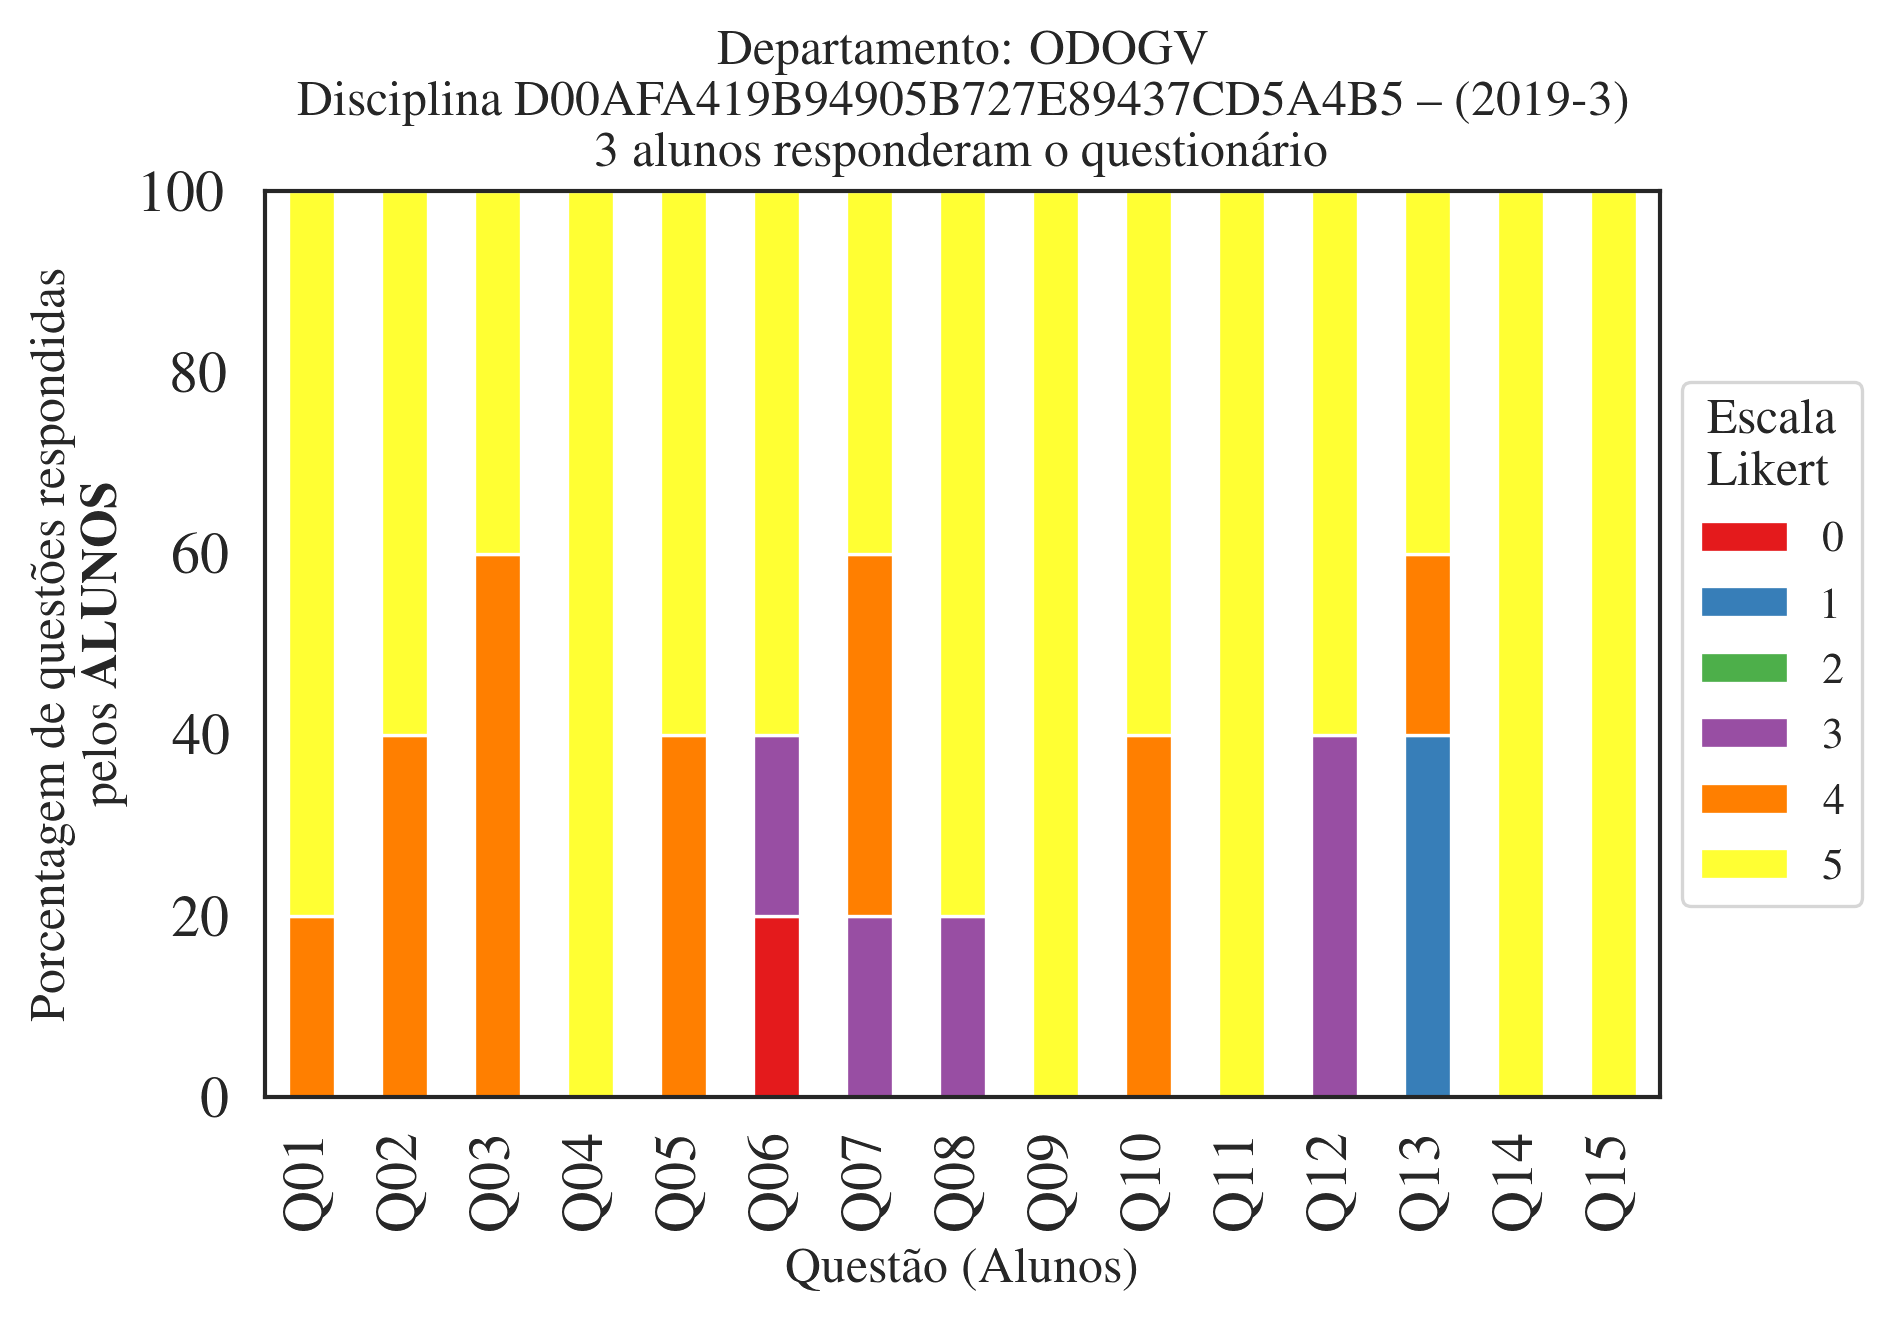 Departamento: ODOGV
Disciplina D00AFA419B94905B727E89437CD5A4B5 – (2019-3)
3 alunos responderam o questionário
Porcentagem de questões respondidas
pelos ALUNOS
100
80
60
40
20
0
Q01
Q02
Q03
Q04
Q05
Q06
Q07
Q08
Q09
Q10
Q11
Q12
Q13
Q14
Q15
Questão (Alunos)
Escala
Likert
0
1
2
3
4
5